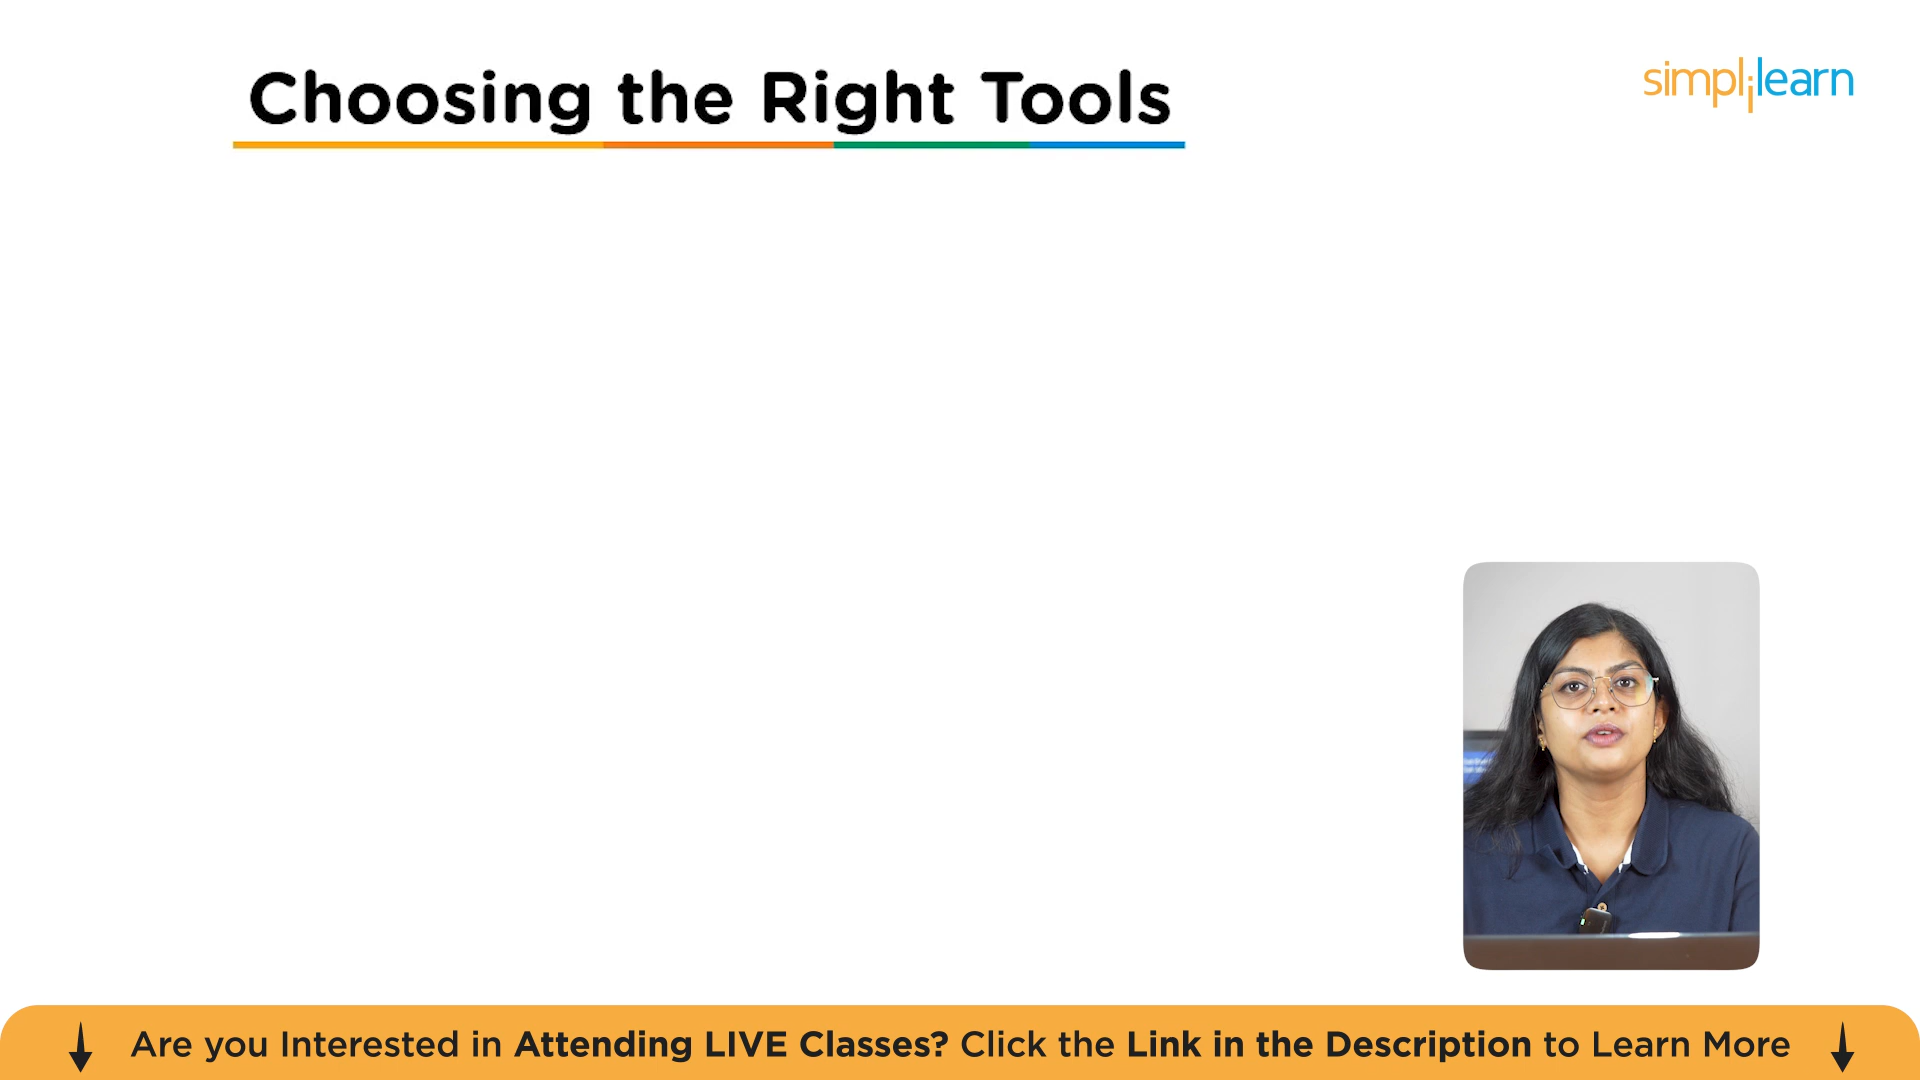 Choosing the Right Tools
simplilearn
Are you Interested in Attending LIVE Classes? Click the Link in the Description to Learn More